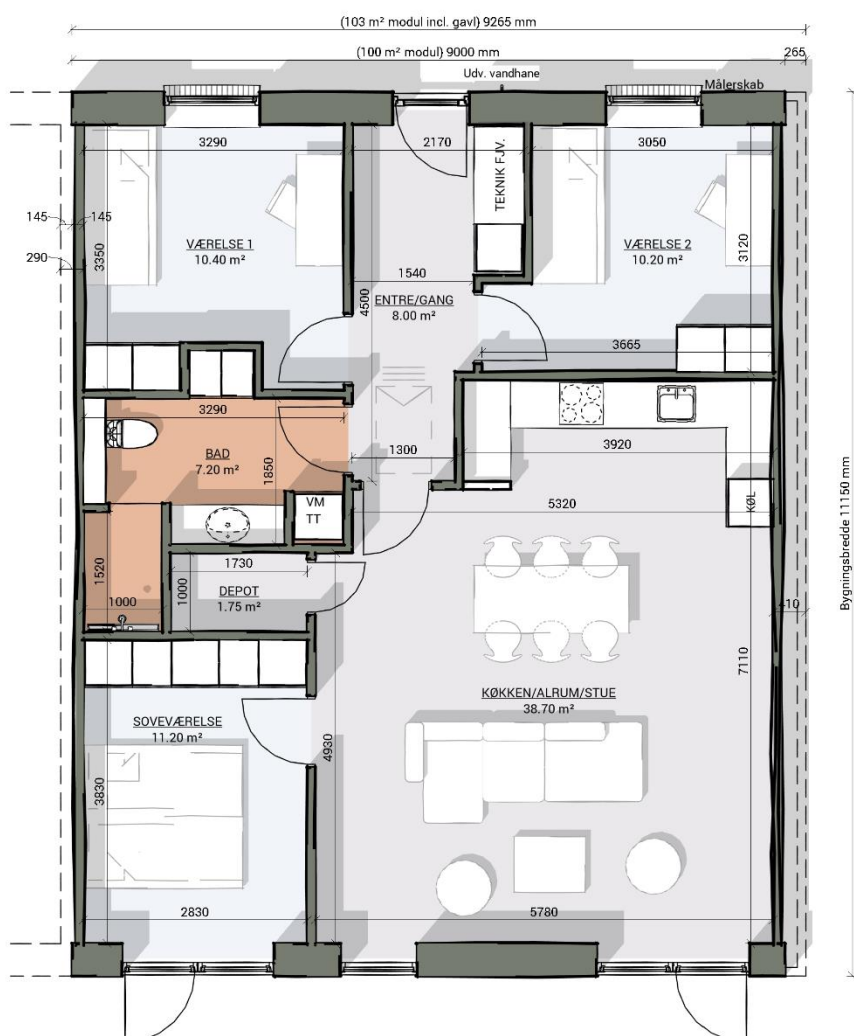 (103 m² modul incl. gavl) 9265 mm
(100 m² modul) 9000 mm
265
Udv. vandhane
Målerskab
3290
2170
3050
TEKNIK FJV.
145
145
290
3350
VÆRELSE 1
10.40 m²
VÆRELSE 2
10.20 m²
3120
1540
ENTRE/GANG
8.00 m²
4500
3665
3290
BAD
7.20 m²
1850
1300
3920
VM
TT
5320
KØL
1520
1000
1730
DEPOT
1.75 m²
1000
410
Bygningsbredde 11150 mm
7110
KØKKEN/ALRUM/STUE
38.70 m²
SOVEVÆRELSE
11.20 m²
4930
3830
2830
5780